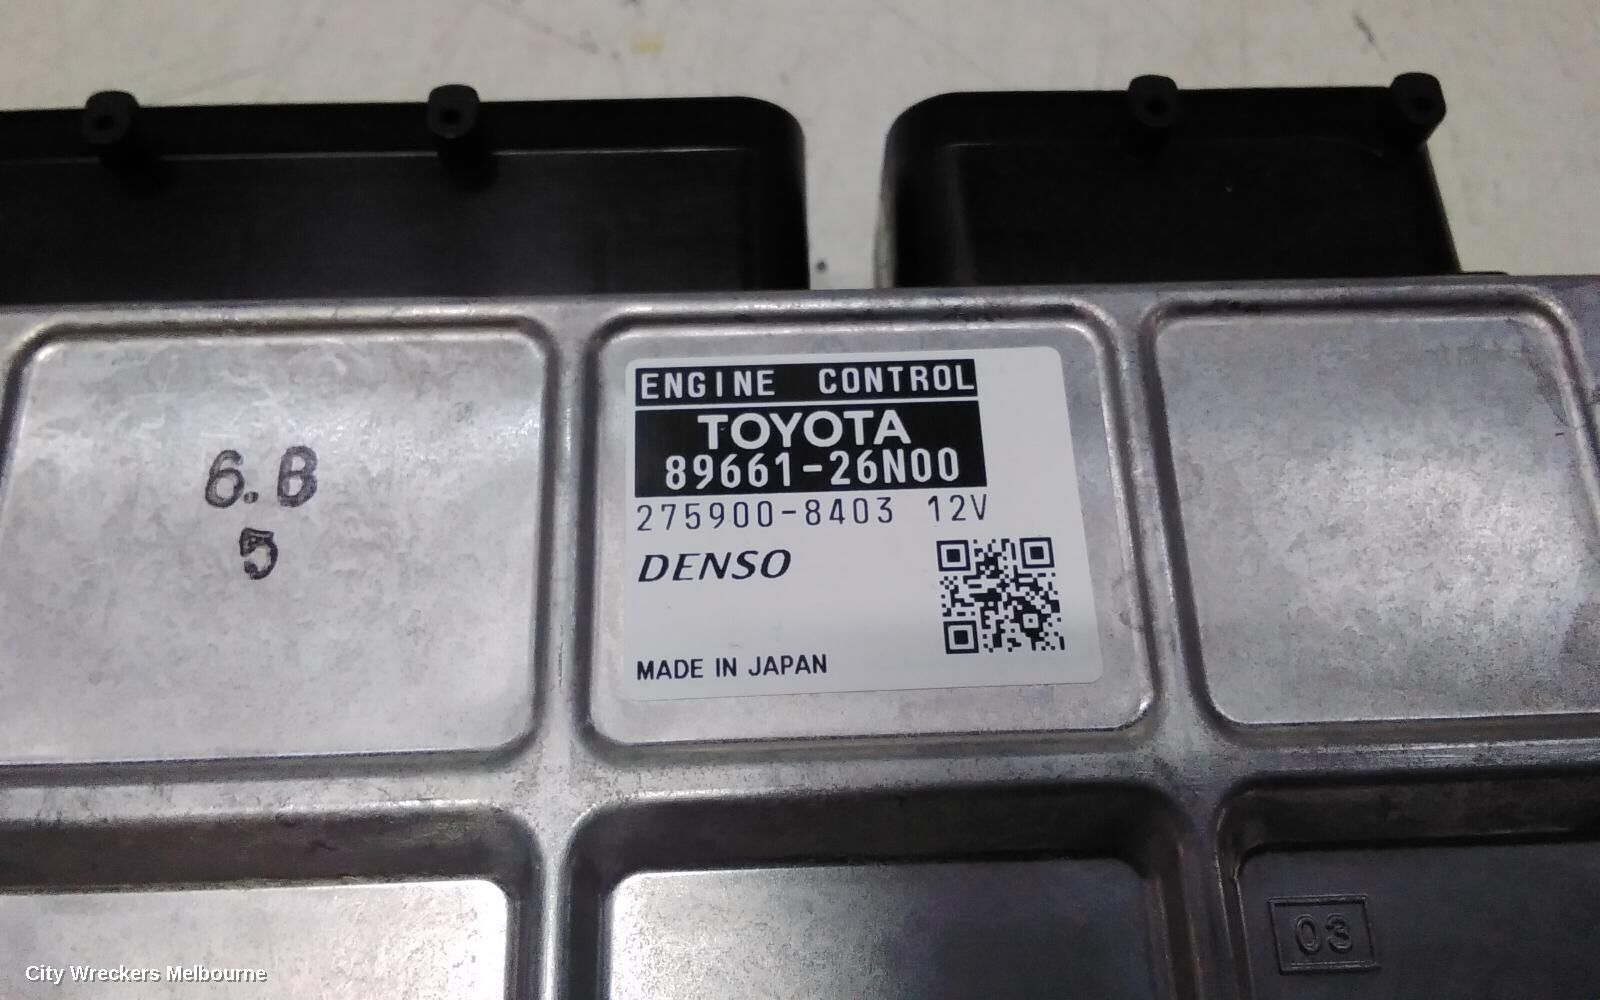 6.B
5
ENGINE CONTROL
TOYOTA
89661-26N00
275900-8403 12V
DENSO
MADE IN JAPAN
03
City Wreckers Melbourne